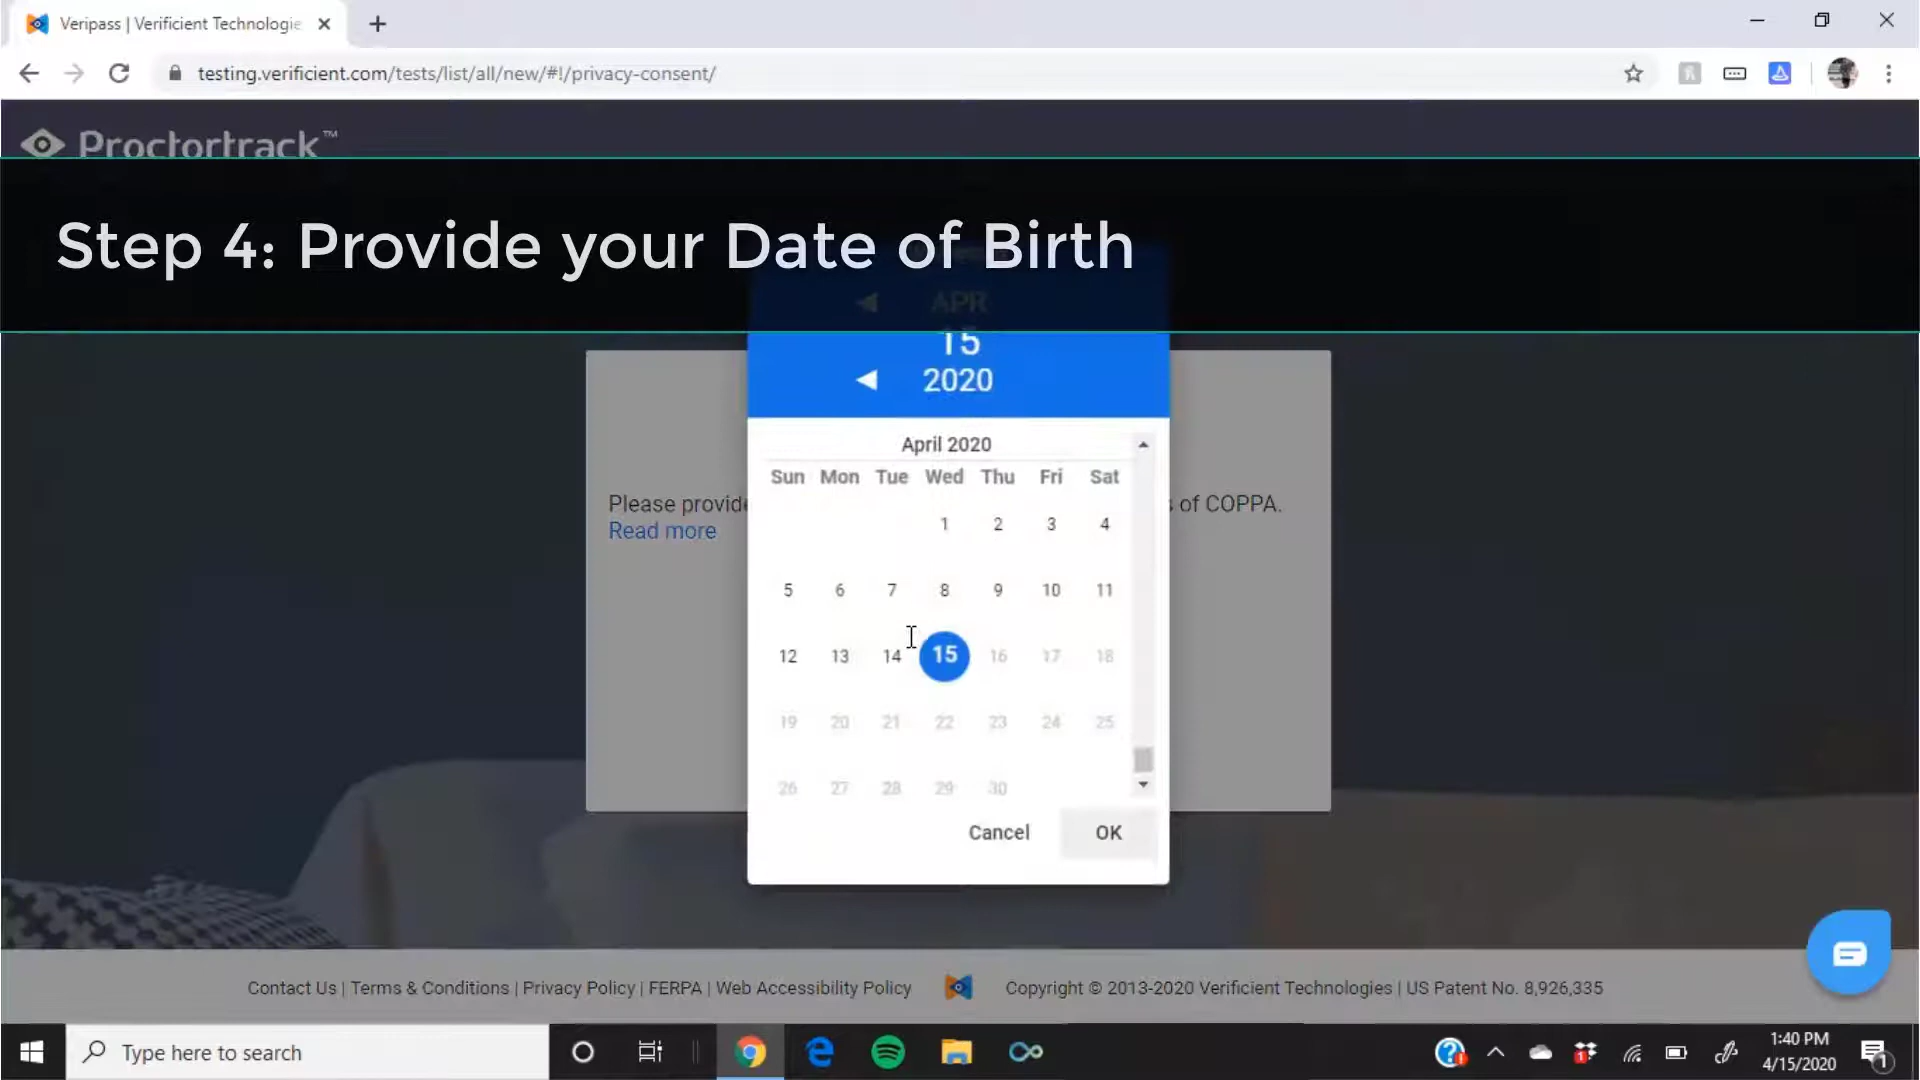 Veripass | Verificient Technologie
testing.verificient.com/tests/list/all/new/#!/privacy-consent/
Proctortrack™
Step 4: Provide your Date of Birth
APR
15
2020
April 2020
Sun Mon Tue Wed Thu Fri Sat
1 2 3 4
5 6 7 8 9 10 11
12 13 14 15 16 17 18
19 20 21 22 23 24 25
26 27 28 29 30
Cancel OK
Please provide
of COPPA.
Read more
Contact Us | Terms & Conditions | Privacy Policy | FERPA | Web Accessibility Policy
Copyright © 2013-2020 Verificient Technologies | US Patent No. 8,926,335
Type here to search
1:40 PM
4/15/2020
1